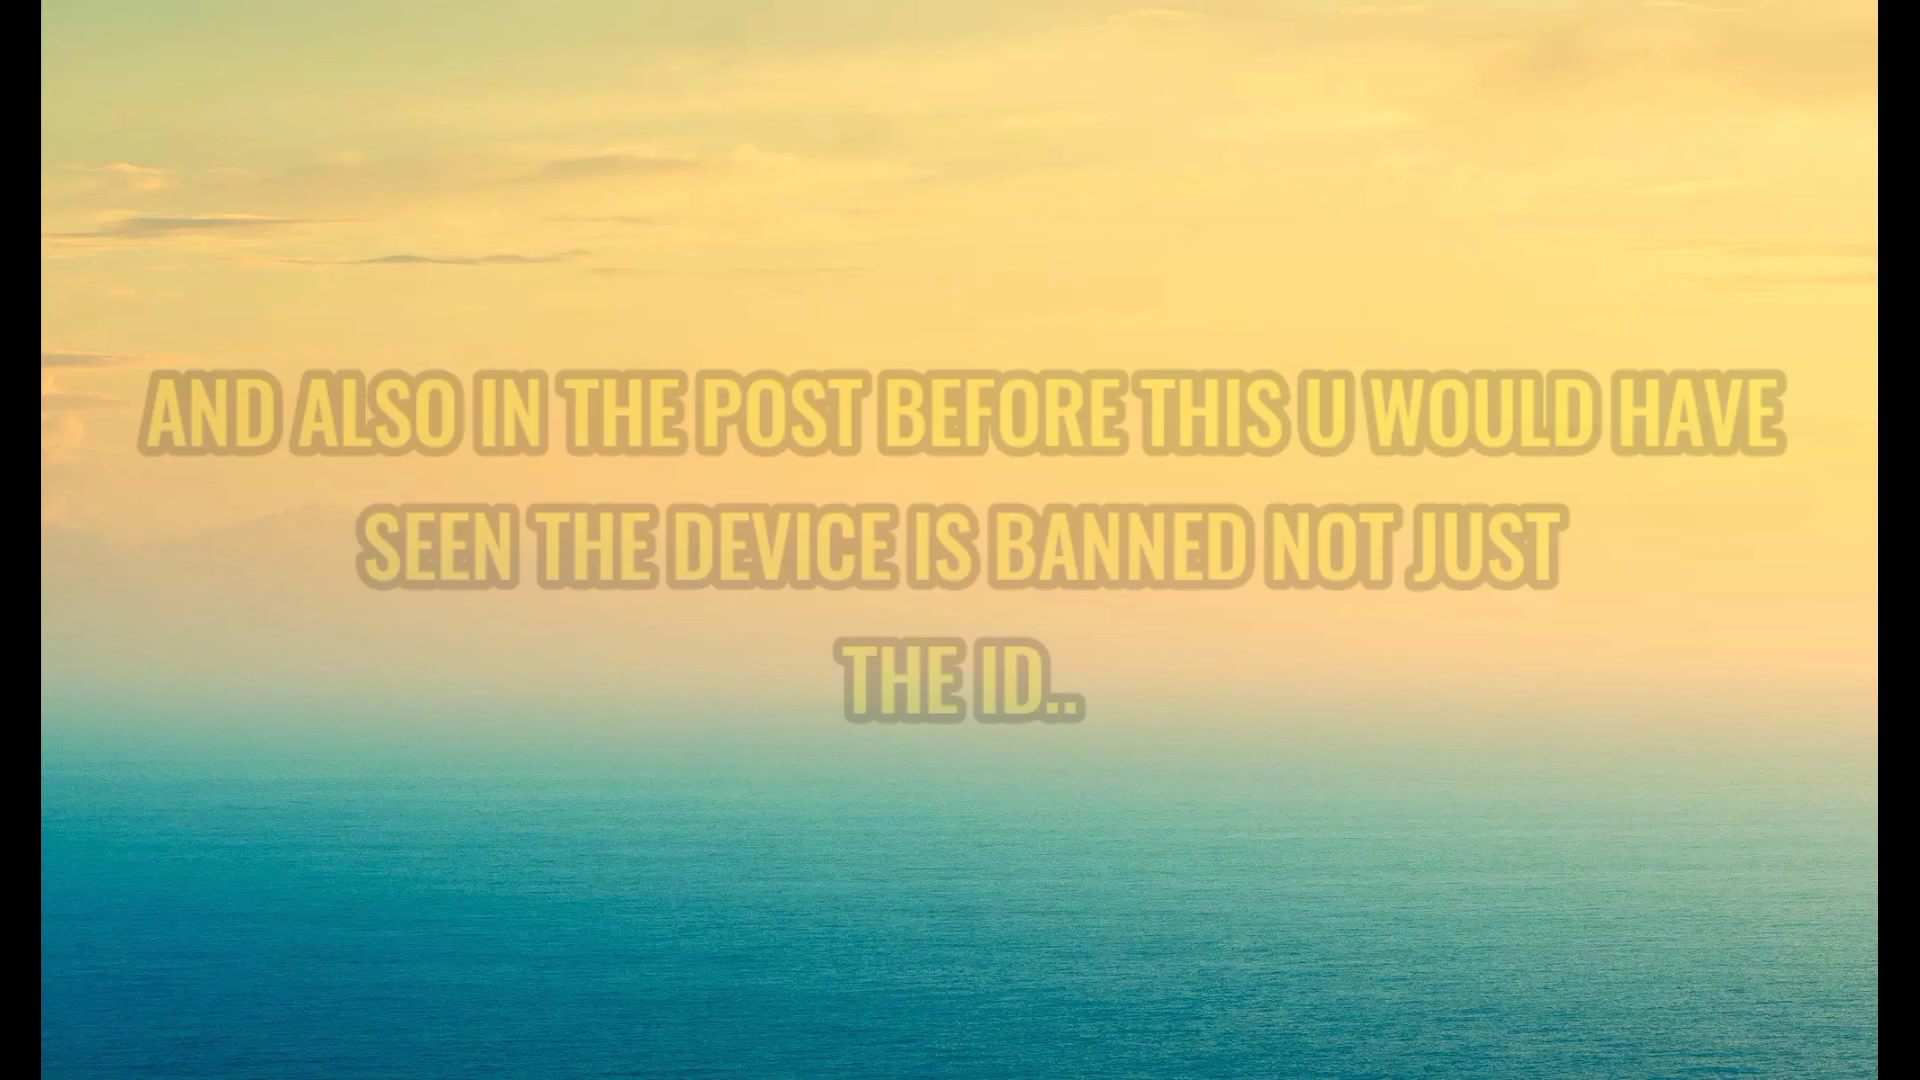 AND ALSO IN THE POST BEFORE THIS U WOULD HAVE
SEEN THE DEVICE IS BANNED NOT JUST
THE ID..